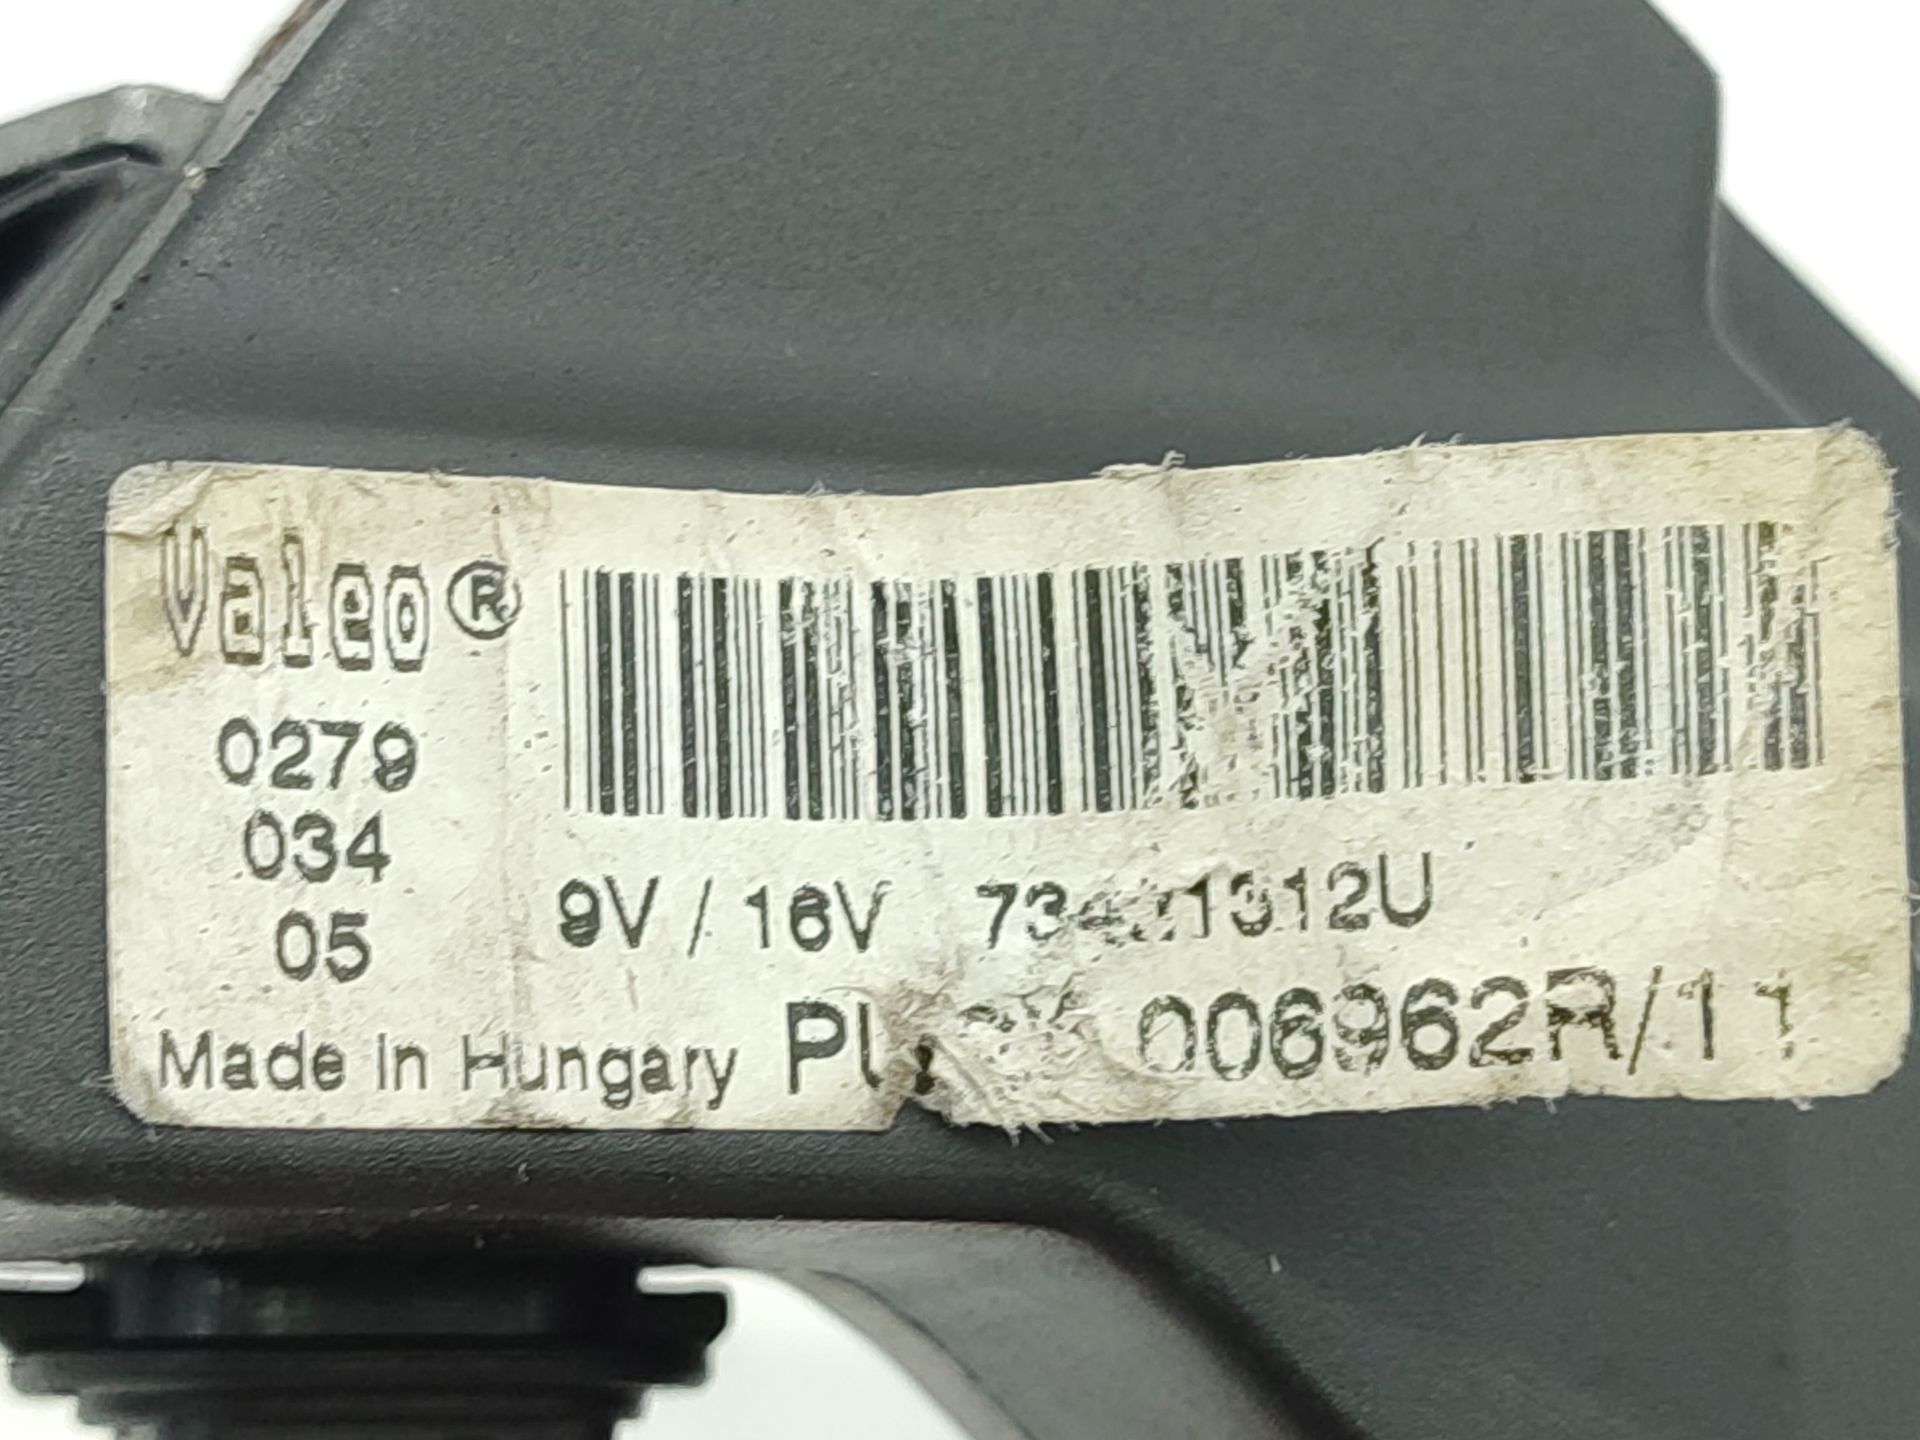 Valeo®
0279
034
05
9V / 16V
Made In Hungary 006962R/11